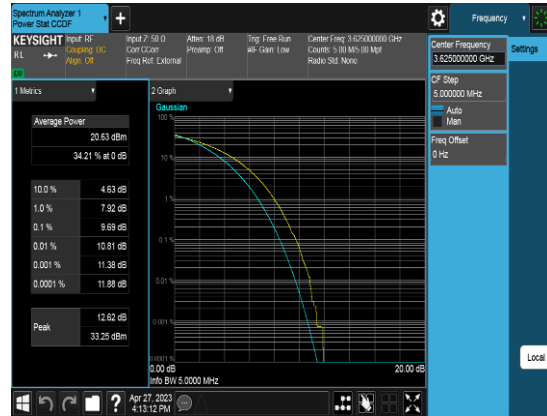 Spectrum Analyzer 1
Power Stat CCDF
+
Frequency
KEYSIGHT
RL
Input: RF
Coupling: DC
Align: Off
Input Z: 50 Ω
Corr CCorr
Freq Ref: External
Atten: 18 dB
Preamp: Off
Trig: Free Run
#IF Gain: Low
Center Freq: 3.625000000 GHz
Counts: 5.00 M/5.00 Mpt
Radio Std: None
Center Frequency
3.625000000 GHz
Settings
CF Step
5.000000 MHz
Auto
Man
Freq Offset
0 Hz
1 Metrics
2 Graph
Gaussian
Average Power
20.63 dBm
34.21 % at 0 dB
10.0 % 4.63 dB
1.0 % 7.92 dB
0.1 % 9.69 dB
0.01 % 10.81 dB
0.001 % 11.38 dB
0.0001 % 11.88 dB
Peak
12.62 dB
33.25 dBm
100 %
10 %
1 %
0.1 %
0.01 %
0.001 %
0.0001 %
0.00 dB
20.00 dB
Info BW 5.0000 MHz
Local
?
Apr 27, 2023
4:13:12 PM